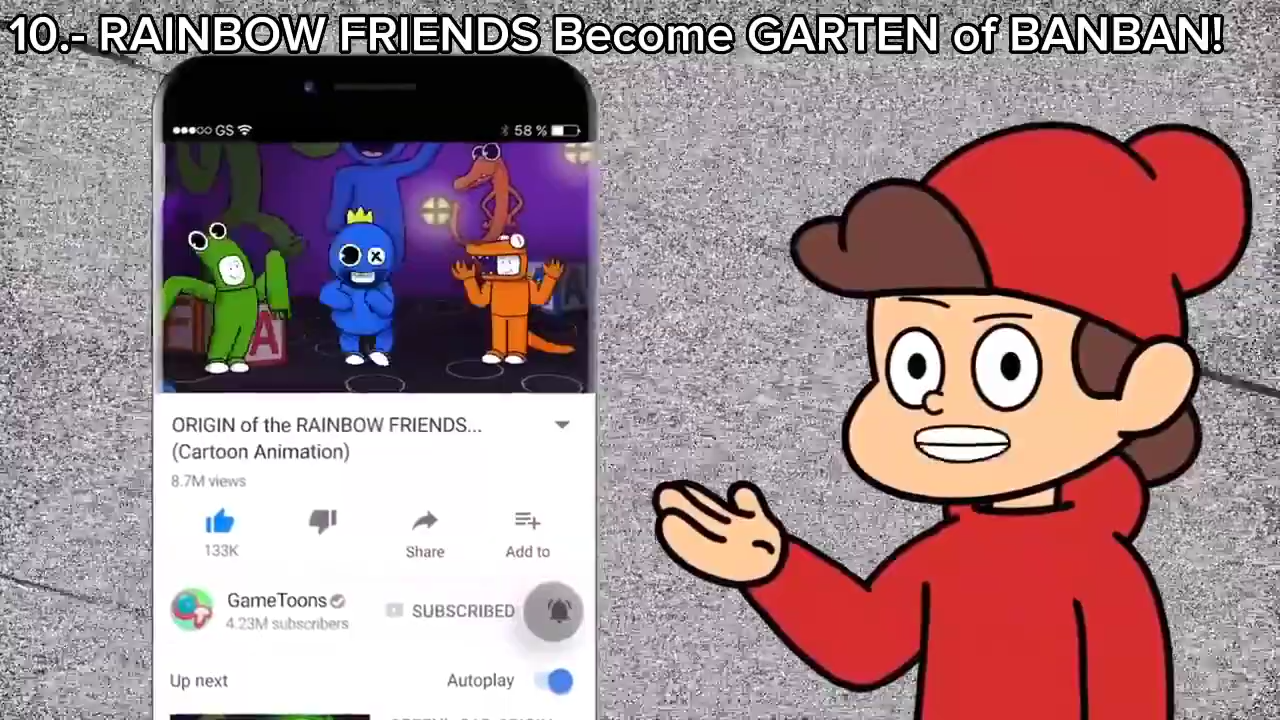 10.- RAINBOW FRIENDS Become GARTEN of BANBAN!
GS 58 %
A
ORIGIN of the RAINBOW FRIENDS...
(Cartoon Animation)
8.7M views
133K
Share
Add to
GameToons
SUBSCRIBED
4.23M subscribers
Up next
Autoplay